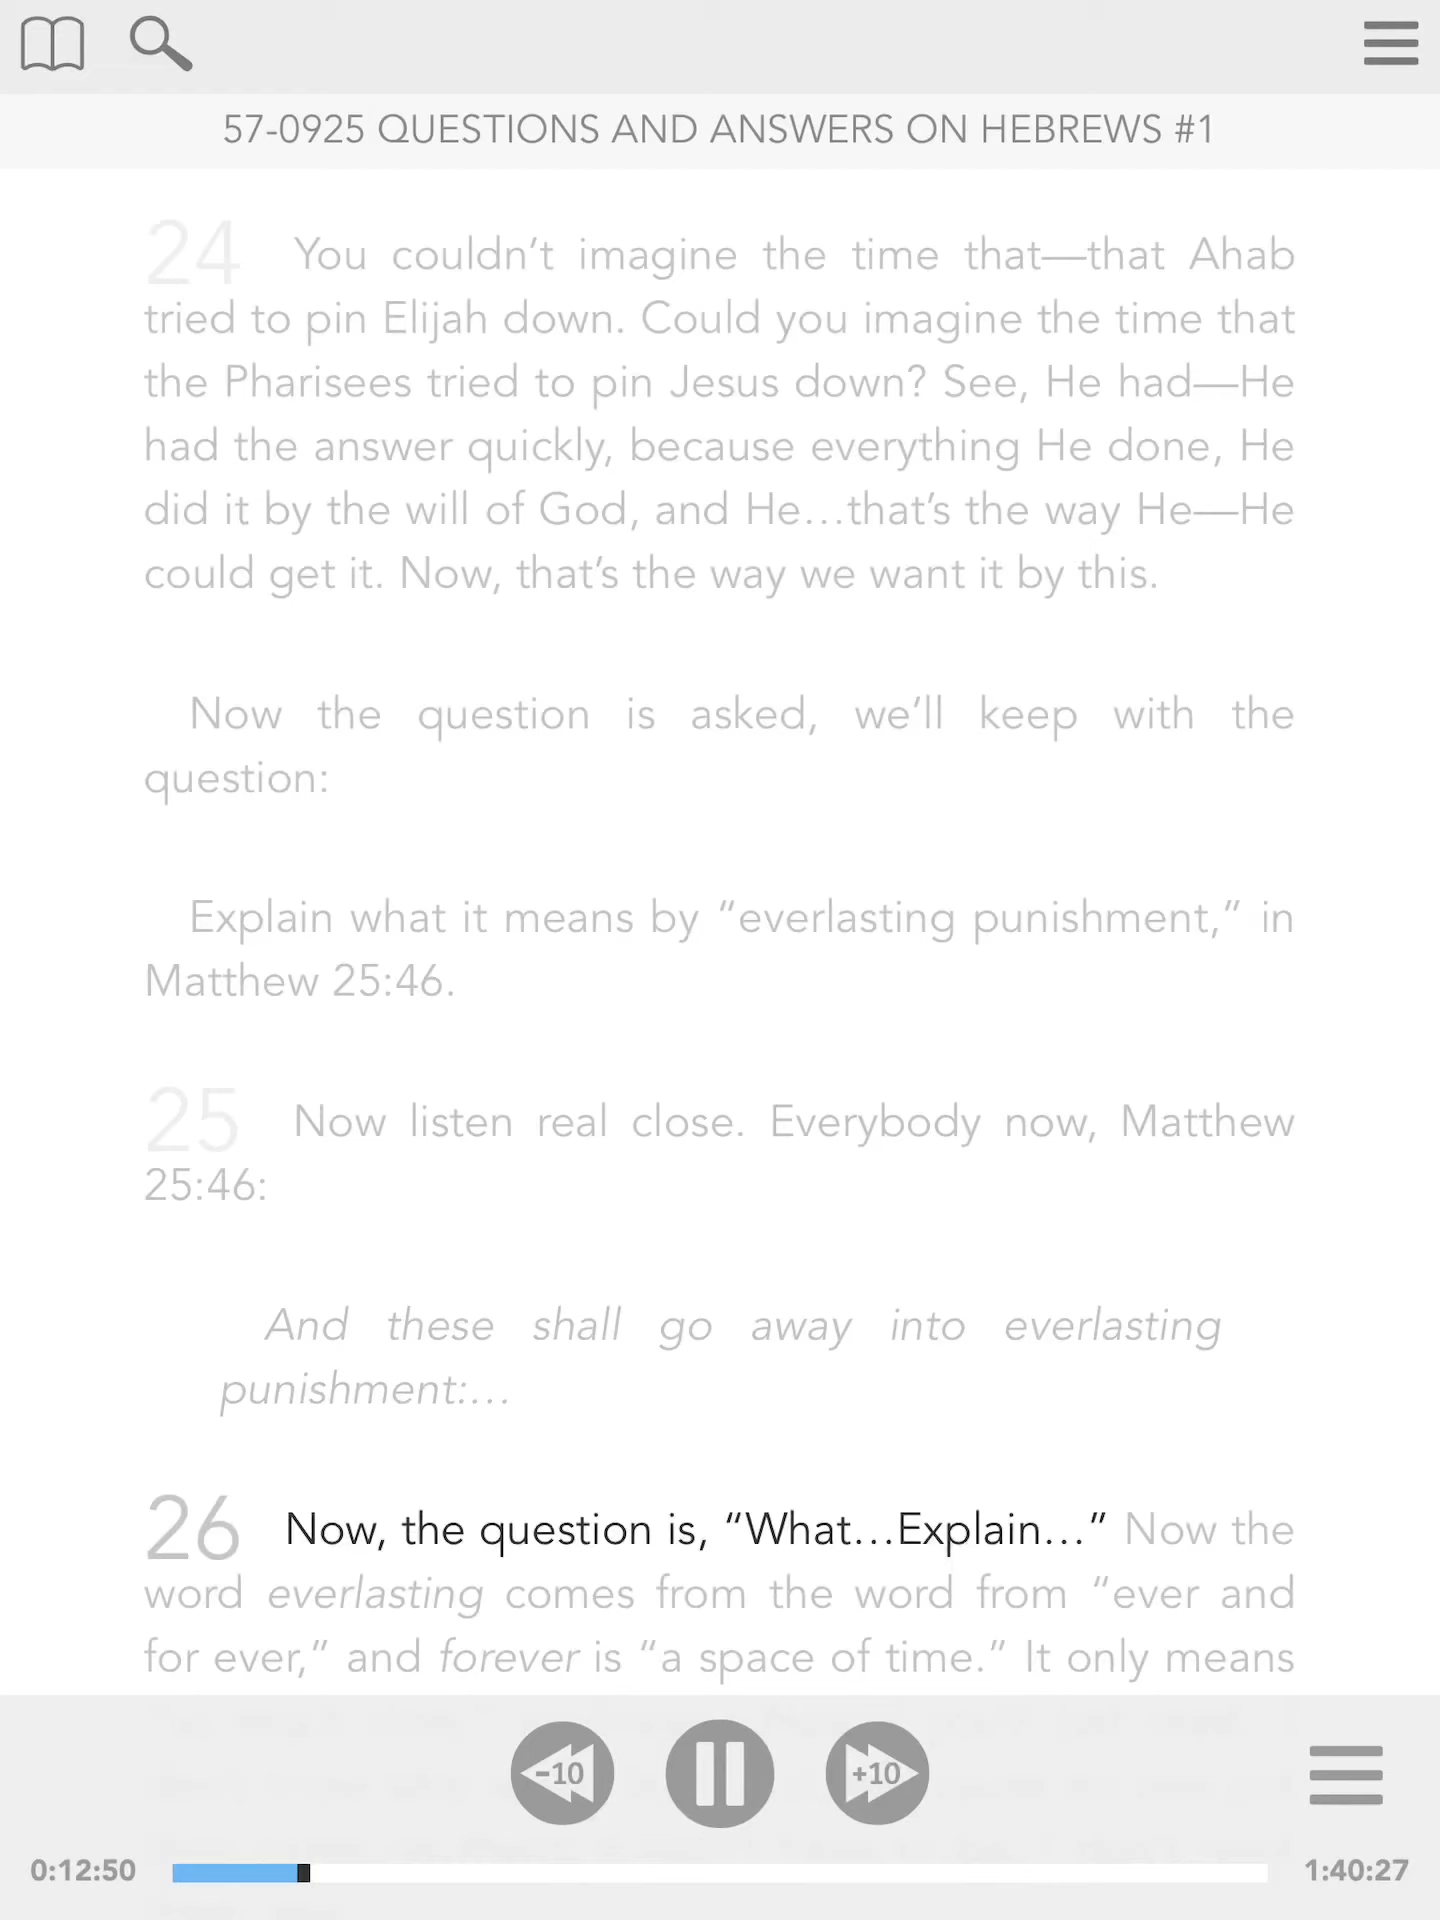 57-0925 QUESTIONS AND ANSWERS ON HEBREWS #1
24 You couldn’t imagine the time that—that Ahab
tried to pin Elijah down. Could you imagine the time that
the Pharisees tried to pin Jesus down? See, He had—He
had the answer quickly, because everything He done, He
did it by the will of God, and He…that’s the way He—He
could get it. Now, that’s the way we want it by this.
Now the question is asked, we’ll keep with the
question:
Explain what it means by “everlasting punishment,” in
Matthew 25:46.
25 Now listen real close. Everybody now, Matthew
25:46:
And these shall go away into everlasting
punishment:…
26 Now, the question is, “What…Explain…” Now the
word everlasting comes from the word from “ever and
for ever,” and forever is “a space of time.” It only means
-10 +10
0:12:50 1:40:27